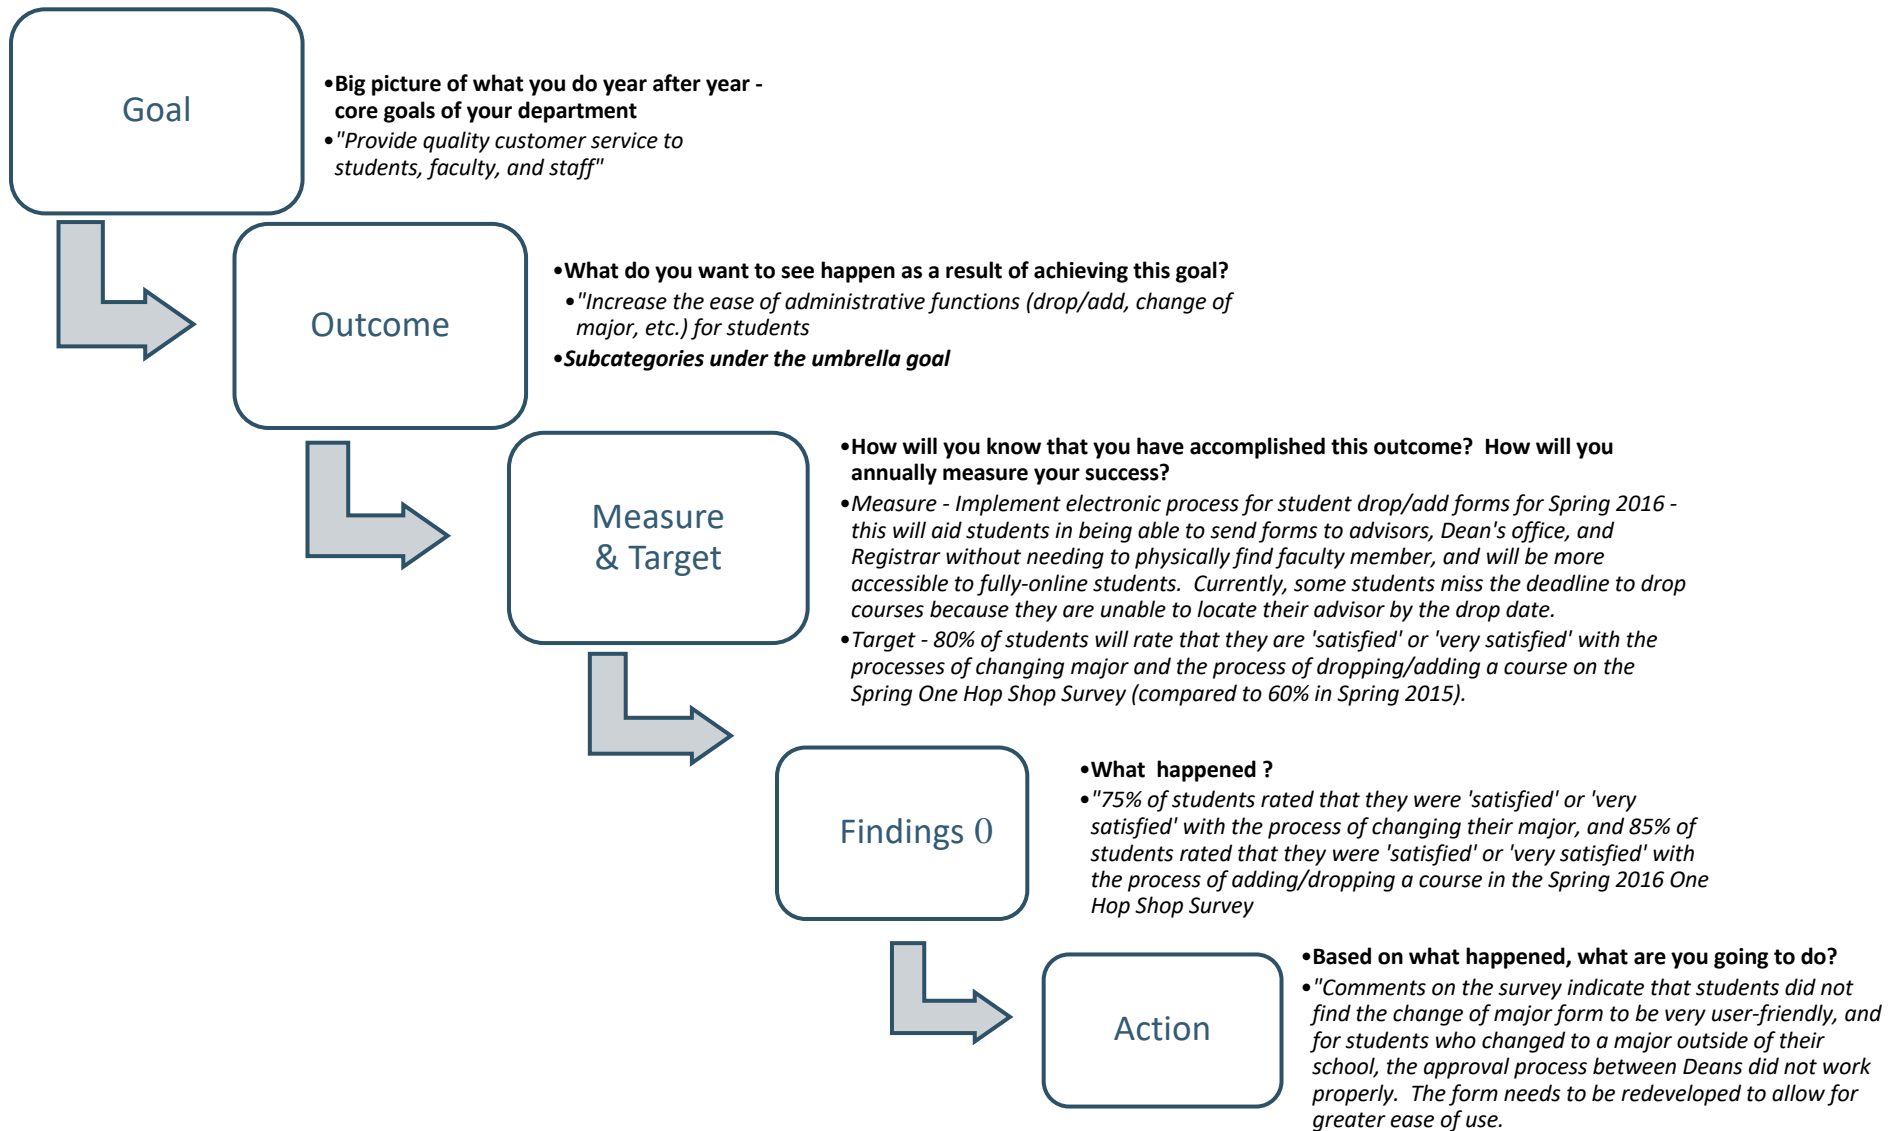 Goal
•Big picture of what you do year after year -
core goals of your department
•"Provide quality customer service to
students, faculty, and staff"
Outcome
•What do you want to see happen as a result of achieving this goal?
•"Increase the ease of administrative functions (drop/add, change of
major, etc.) for students
•Subcategories under the umbrella goal
Measure
& Target
•How will you know that you have accomplished this outcome?  How will you
annually measure your success?
•Measure - Implement electronic process for student drop/add forms for Spring 2016 -
this will aid students in being able to send forms to advisors, Dean's office, and
Registrar without needing to physically find faculty member, and will be more
accessible to fully-online students.  Currently, some students miss the deadline to drop
courses because they are unable to locate their advisor by the drop date.
•Target - 80% of students will rate that they are 'satisfied' or 'very satisfied' with the
processes of changing major and the process of dropping/adding a course on the
Spring One Hop Shop Survey (compared to 60% in Spring 2015).
Findings 0
•What  happened ?
•"75% of students rated that they were 'satisfied' or 'very
satisfied' with the process of changing their major, and 85% of
students rated that they were 'satisfied' or 'very satisfied' with
the process of adding/dropping a course in the Spring 2016 One
Hop Shop Survey
Action
•Based on what happened, what are you going to do?
•"Comments on the survey indicate that students did not
find the change of major form to be very user-friendly, and
for students who changed to a major outside of their
school, the approval process between Deans did not work
properly.  The form needs to be redeveloped to allow for
greater ease of use.